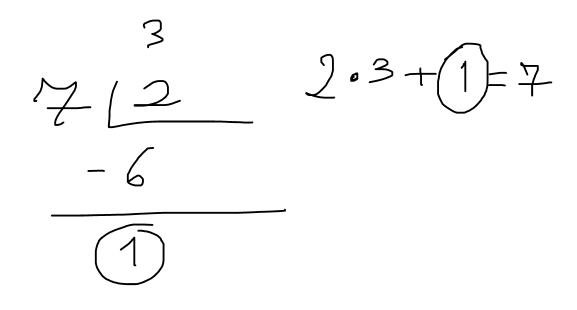 3
7 2 2 · 3 + 1 = 7
- 6
1